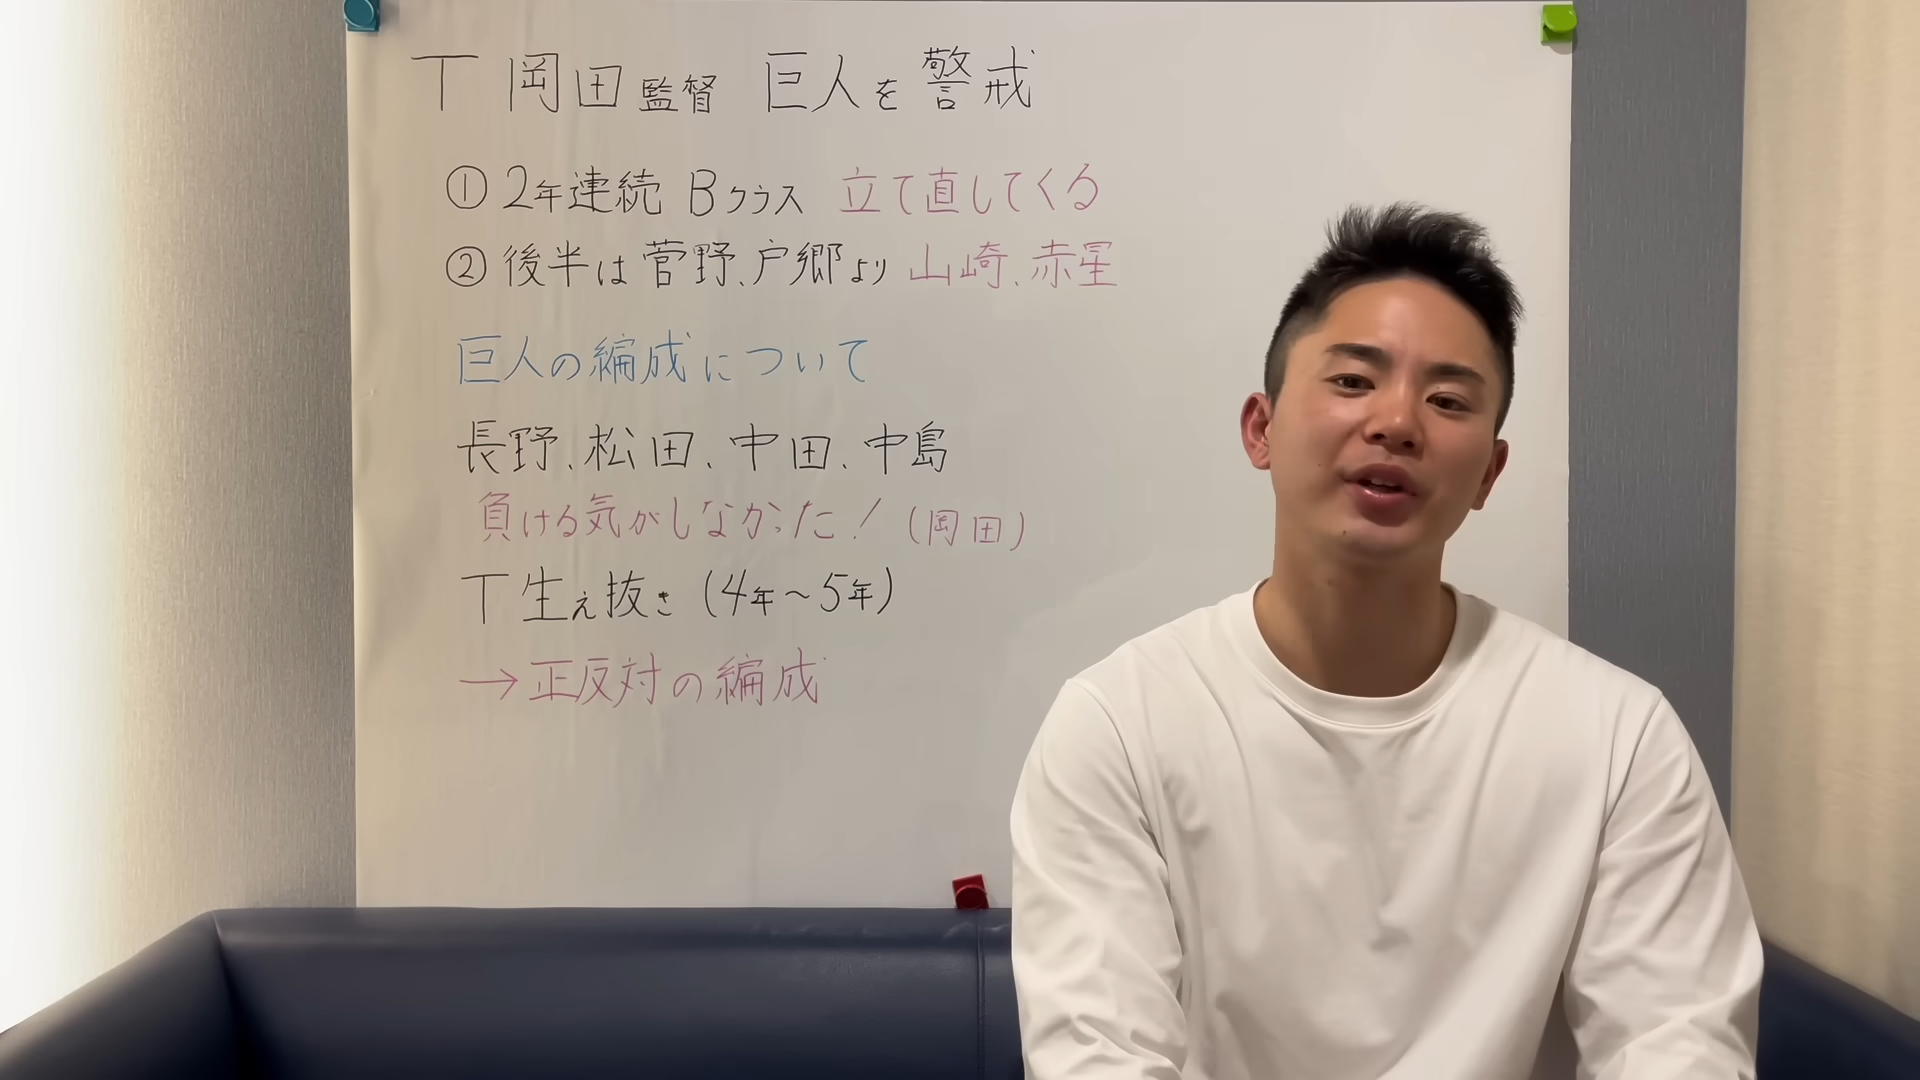 T 岡田監督 巨人を警戒
① 2年連続 Bクラス 立て直してくる
② 後半は菅野、戸郷より 山崎、赤星
巨人の編成について
長野、松田、中田、中島
負ける気がしなかった！(岡田)
T 生え抜き (4年〜5年)
→正反対の編成